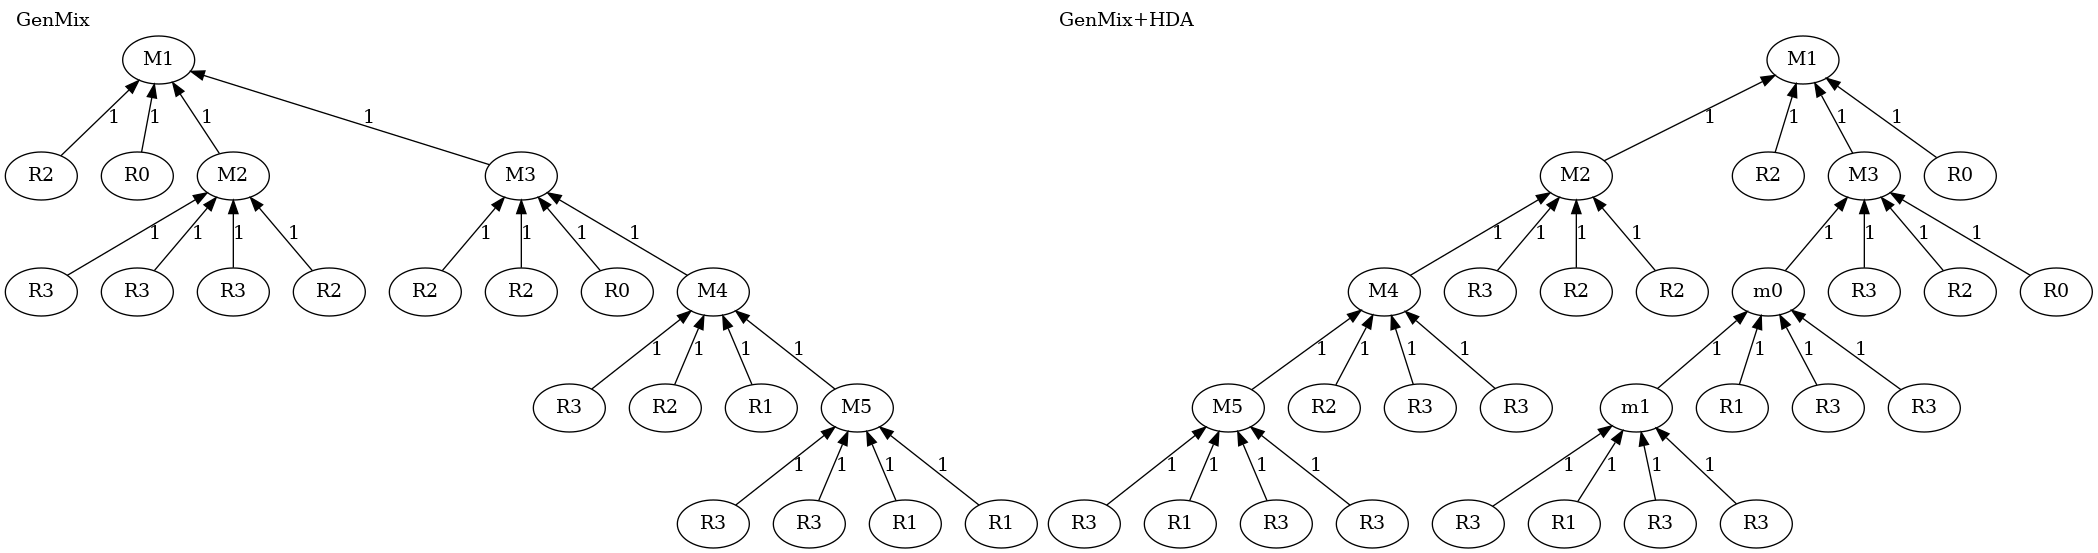 GenMix GenMix+HDA
M1 M1
1 1 1 1 1 1 1 1
R2 R0 M2 M3 M2 R2 M3 R0
1 1 1 1 1 1 1 1 1 1 1 1 1 1 1 1
R3 R3 R3 R2 R2 R2 R0 M4 M4 R3 R2 R2 m0 R3 R2 R0
1 1 1 1 1 1 1 1 1 1 1 1
R3 R2 R1 M5 M5 R2 R3 R3 m1 R1 R3 R3
1 1 1 1 1 1 1 1 1 1 1 1
R3 R3 R1 R1 R3 R1 R3 R3 R3 R1 R3 R3